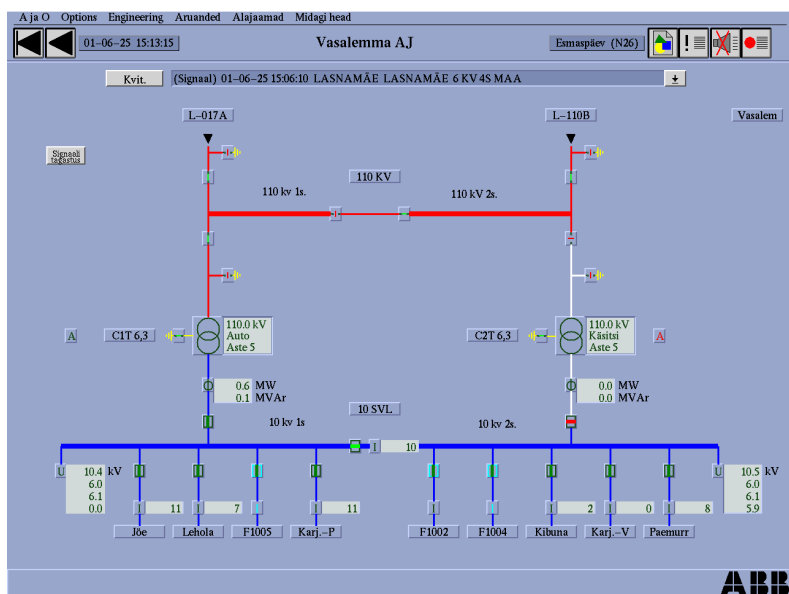 A ja O Options Engineering Aruanded Alajaamad Midagi head
01-06-25 15:13:15 Vasalemma AJ Esmaspäev (N26)
Kvit. (Signaal) 01-06-25 15:06:10 LASNAMÄE LASNAMÄE 6 KV 4S MAA
L-017A L-110B Vasalem
Signaali
110 KV
110 kv 1s. 110 kV 2s.
A C1T 6,3 110.0 kV C2T 6,3 110.0 kV A
Auto Käsitsi
Aste 5 Aste 5
0.6 MW 0.0 MW
0.1 MVAr 0.0 MVAr
10 SVL
10 kv 1s 10 kv 2s.
I 10
U 10.4 kV U 10.5 kV
6.0 6.0
6.1 6.1
0.0 5.9
I 11 I 7 I I 11 I I I 2 I 0 I 8
Jõe Lehola F1005 Karj.-P F1002 F1004 Kibuna Karj.-V Paemurr
ABB